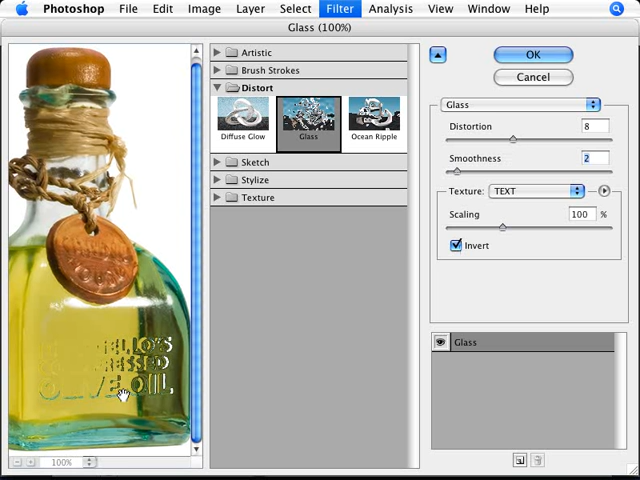 Photoshop File Edit Image Layer Select Filter Analysis View Window Help
Glass (100%)
Artistic
Brush Strokes
Distort
Diffuse Glow Glass Ocean Ripple
Sketch
Stylize
Texture
OK
Cancel
Glass
Distortion 8
Smoothness 2
Texture: TEXT
Scaling 100 %
Invert
Glass
OLIVE OIL
100%